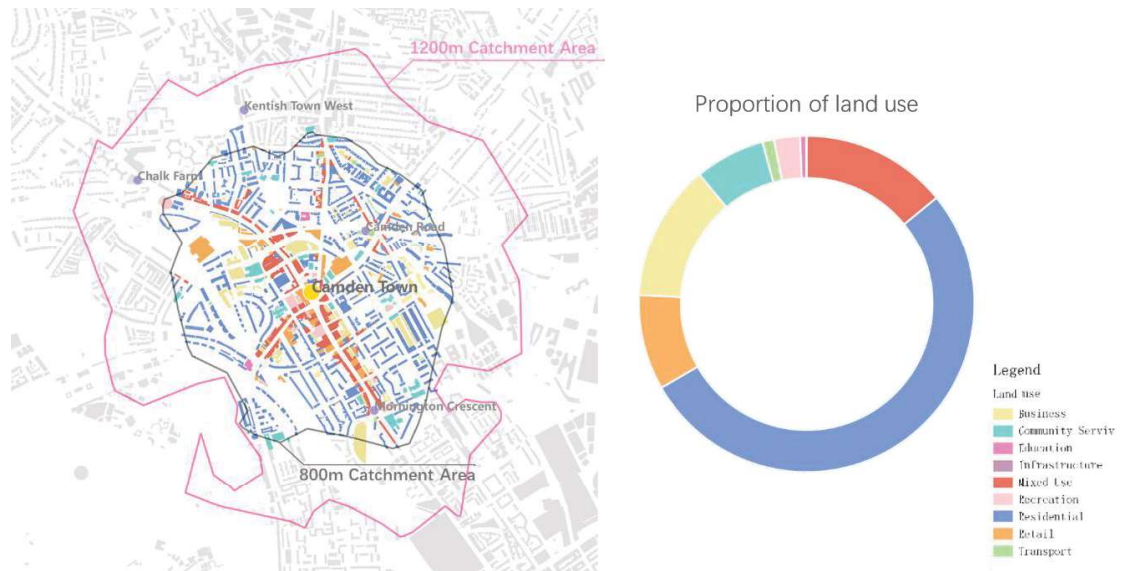 1200m Catchment Area
Kentish Town West
Chalk Farm
Camden Road
Camden Town
Mornington Crescent
800m Catchment Area
Proportion of land use
Legend
Land use
Business
Community Serviv
Education
Infrastructure
Mixed Use
Recreation
Residential
Retail
Transport